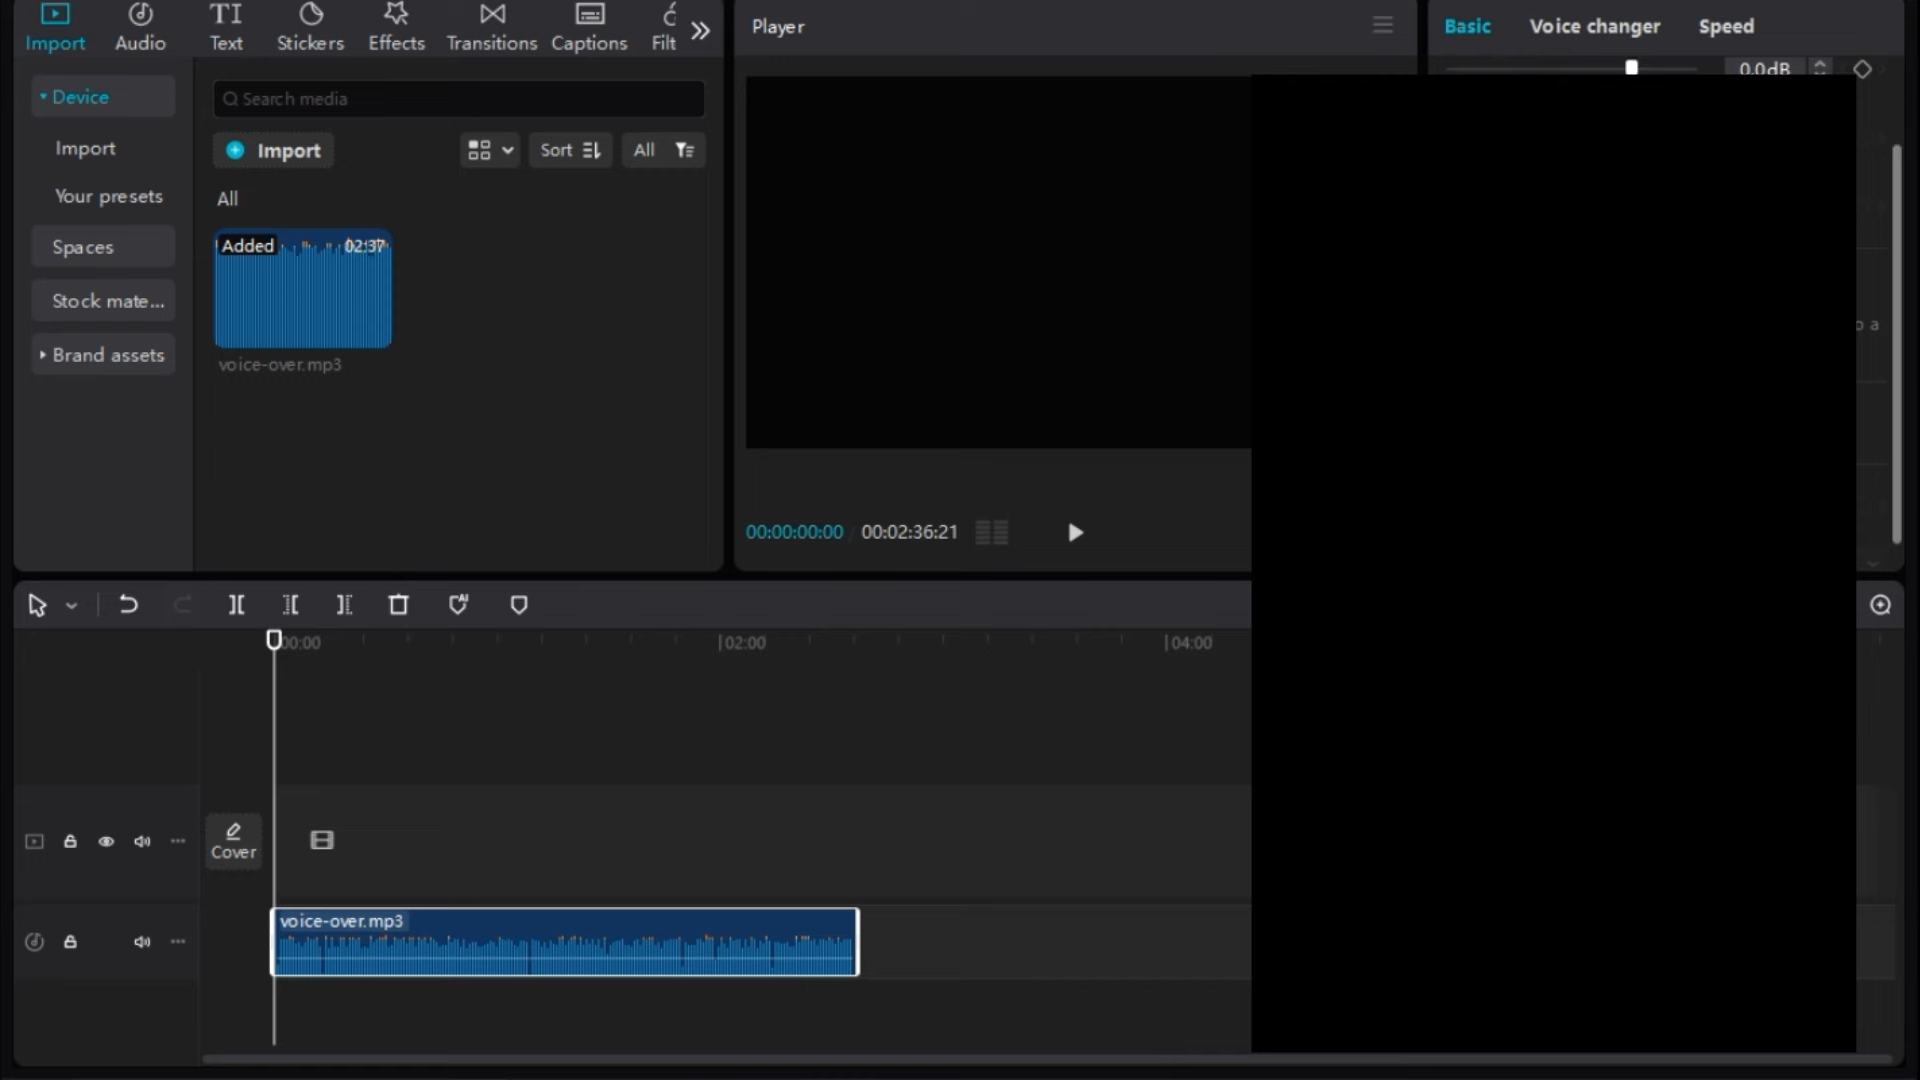 Import
Audio
Text
Stickers
Effects
Transitions
Captions
Filt
Player
Basic
Voice changer
Speed
0.0dB
Device
Search media
Import
Import
Sort
All
Your presets
All
Spaces
Added
02:37
Stock mate...
Brand assets
voice-over.mp3
00:00:00:00
00:02:36:21
00:00
02:00
04:00
Cover
voice-over.mp3